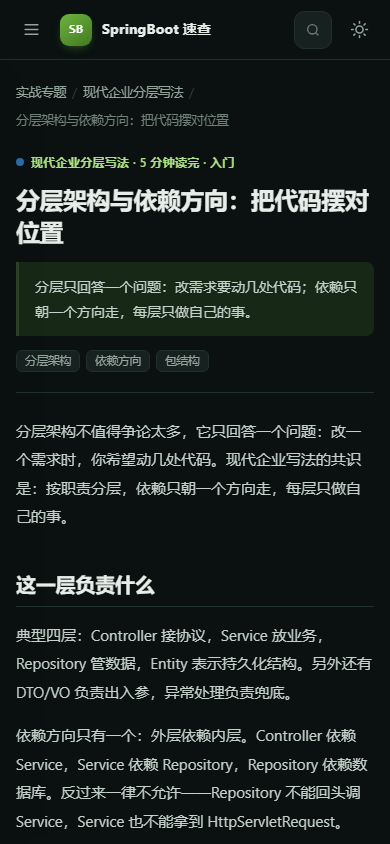 SB SpringBoot 速查
实战专题 / 现代企业分层写法 /
分层架构与依赖方向：把代码摆对位置
现代企业分层写法 · 5 分钟读完 · 入门
分层架构与依赖方向：把代码摆对
位置
分层只回答一个问题：改需求要动几处代码；依赖只
朝一个方向走，每层只做自己的事。
分层架构 依赖方向 包结构
分层架构不值得争论太多，它只回答一个问题：改一
个需求时，你希望动几处代码。现代企业写法的共识
是：按职责分层，依赖只朝一个方向走，每层只做自
己的事。
这一层负责什么
典型四层：Controller 接协议，Service 放业务，
Repository 管数据，Entity 表示持久化结构。另外还有
DTO/VO 负责出入参，异常处理负责兜底。
依赖方向只有一个：外层依赖内层。Controller 依赖
Service，Service 依赖 Repository，Repository 依赖数
据库。反过来一律不允许——Repository 不能回头调
Service，Service 也不能拿到 HttpServletRequest。